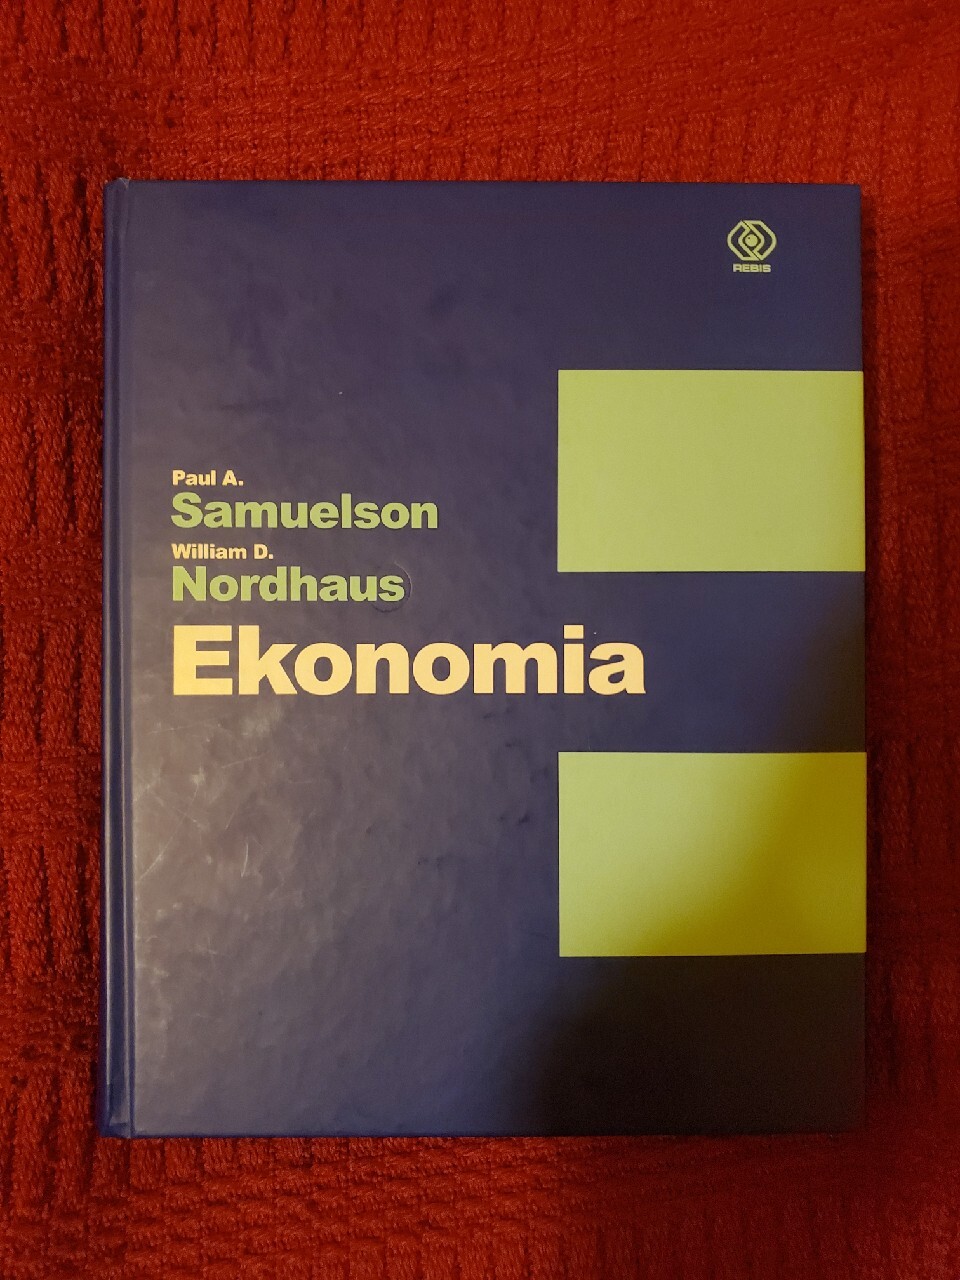 REBIS
Paul A.
Samuelson
William D.
Nordhaus
Ekonomia